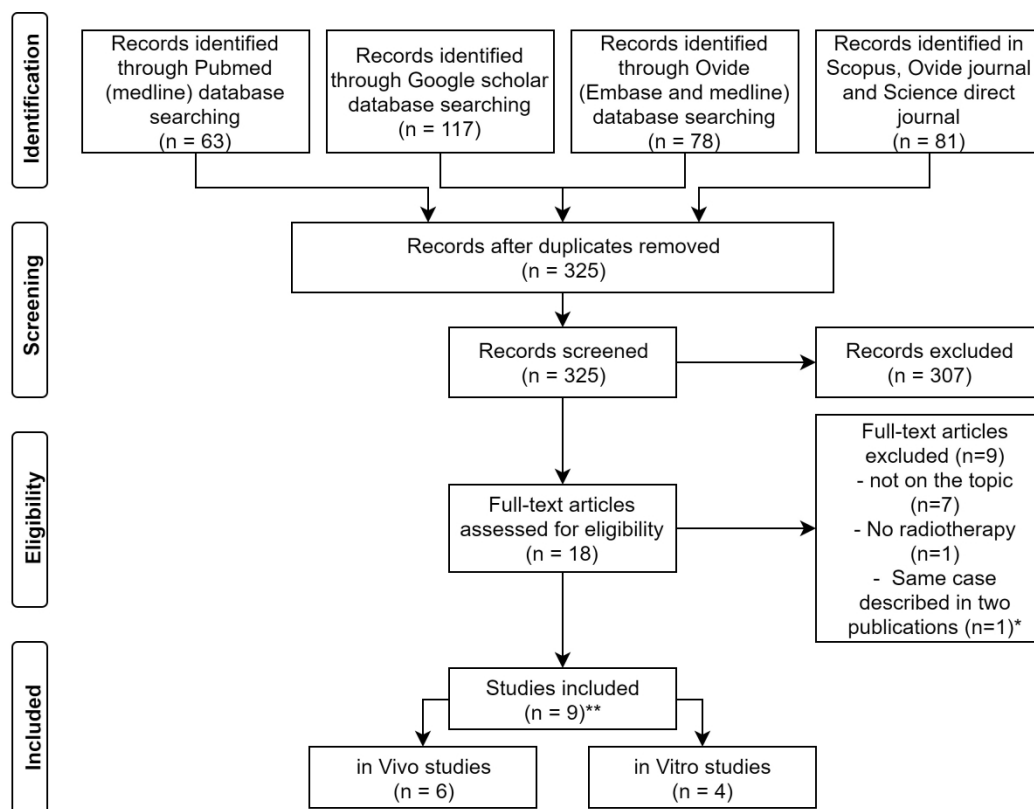 Identification
Records identified
through Pubmed
(medline) database
searching
(n = 63)
Records identified
through Google scholar
database searching
(n = 117)
Records identified
through Ovide
(Embase and medline)
database searching
(n = 78)
Records identified in
Scopus, Ovide journal
and Science direct
journal
(n = 81)
Screening
Records after duplicates removed
(n = 325)
Records screened
(n = 325)
Records excluded
(n = 307)
Eligibility
Full-text articles
assessed for eligibility
(n = 18)
Full-text articles
excluded (n=9)
- not on the topic
(n=7)
- No radiotherapy
(n=1)
- Same case
described in two
publications (n=1)*
Included
Studies included
(n = 9)**
in Vivo studies
(n = 6)
in Vitro studies
(n = 4)